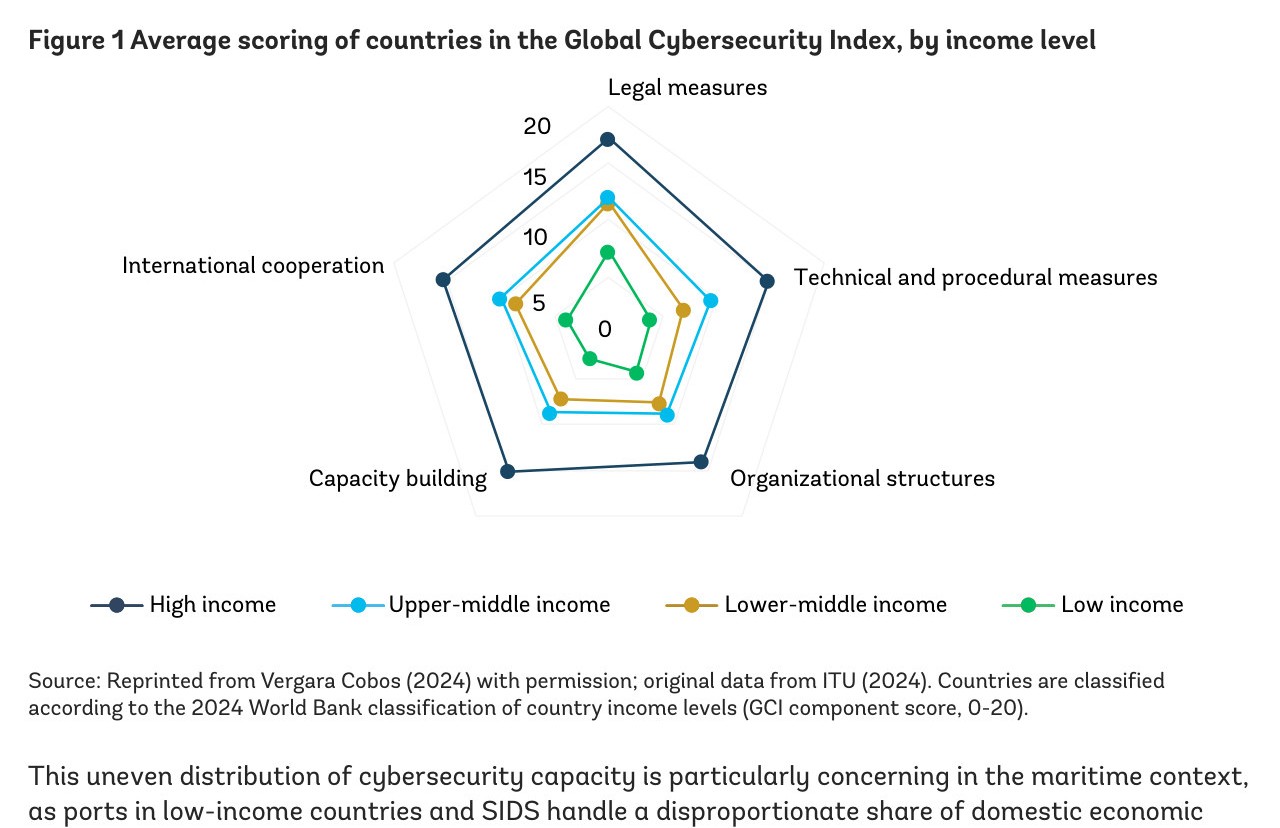 Figure 1 Average scoring of countries in the Global Cybersecurity Index, by income level
Legal measures
20
15
10
5
0
International cooperation
Technical and procedural measures
Capacity building
Organizational structures
High income
Upper-middle income
Lower-middle income
Low income
Source: Reprinted from Vergara Cobos (2024) with permission; original data from ITU (2024). Countries are classified
according to the 2024 World Bank classification of country income levels (GCI component score, 0-20).
This uneven distribution of cybersecurity capacity is particularly concerning in the maritime context,
as ports in low-income countries and SIDS handle a disproportionate share of domestic economic